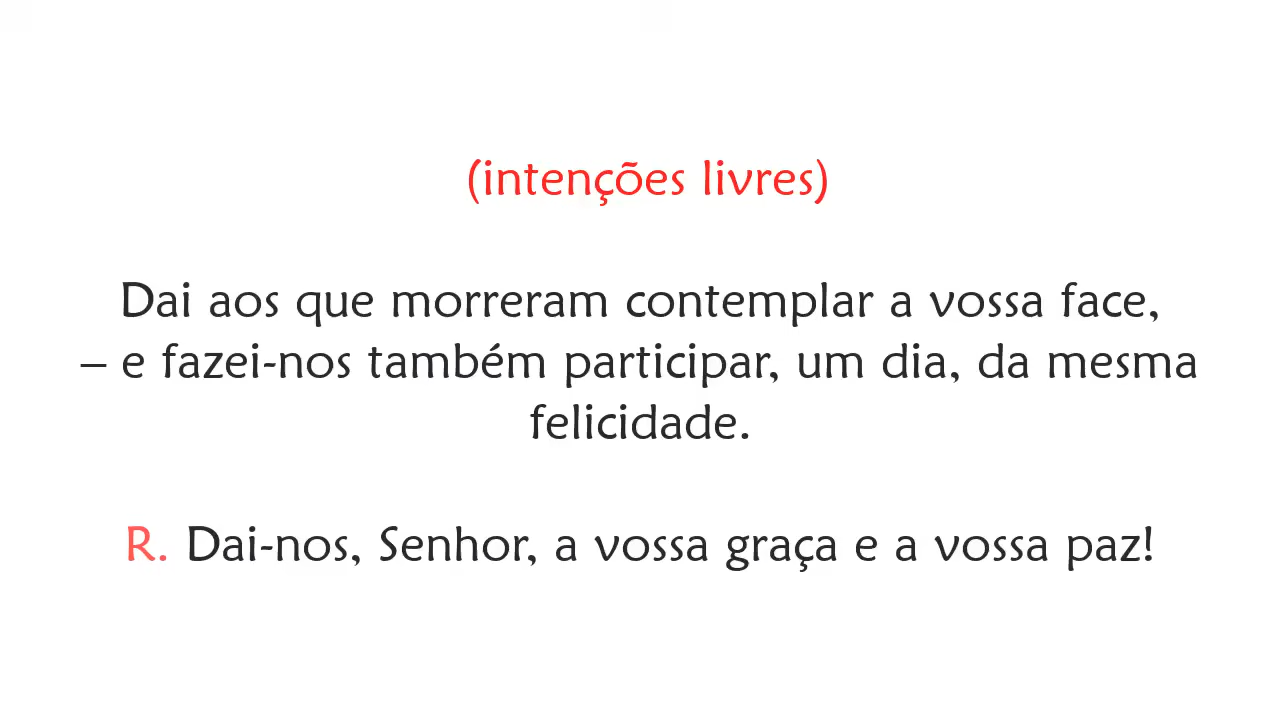 (intenções livres)
Dai aos que morreram contemplar a vossa face,
– e fazei-nos também participar, um dia, da mesma
felicidade.
R. Dai-nos, Senhor, a vossa graça e a vossa paz!